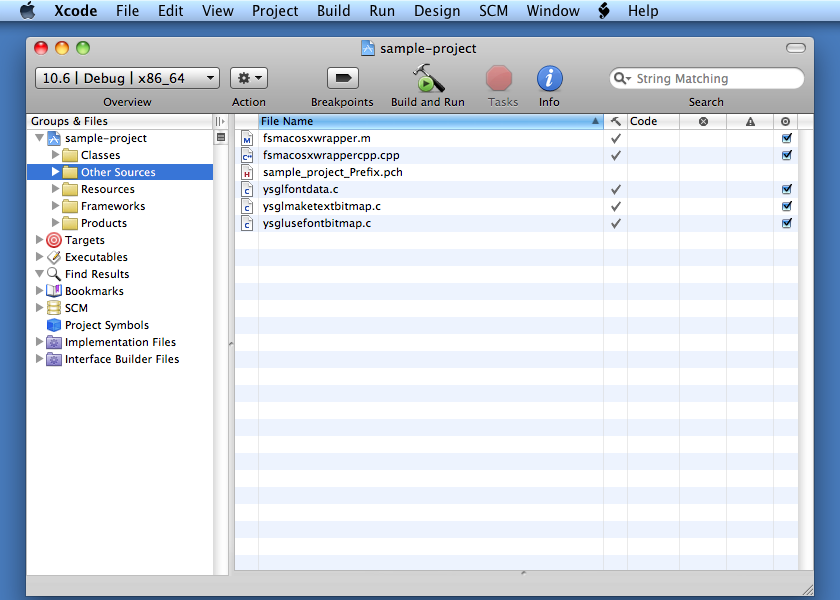 Xcode File Edit View Project Build Run Design SCM Window Help
sample-project
10.6 | Debug | x86_64
String Matching
Overview Action Breakpoints Build and Run Tasks Info Search
Groups & Files
File Name Code
sample-project
Classes
Other Sources
Resources
Frameworks
Products
Targets
Executables
Find Results
Bookmarks
SCM
Project Symbols
Implementation Files
Interface Builder Files
fsmacosxwrapper.m
fsmacosxwrappercpp.cpp
sample_project_Prefix.pch
ysglfontdata.c
ysglmaketextbitmap.c
ysglusefontbitmap.c